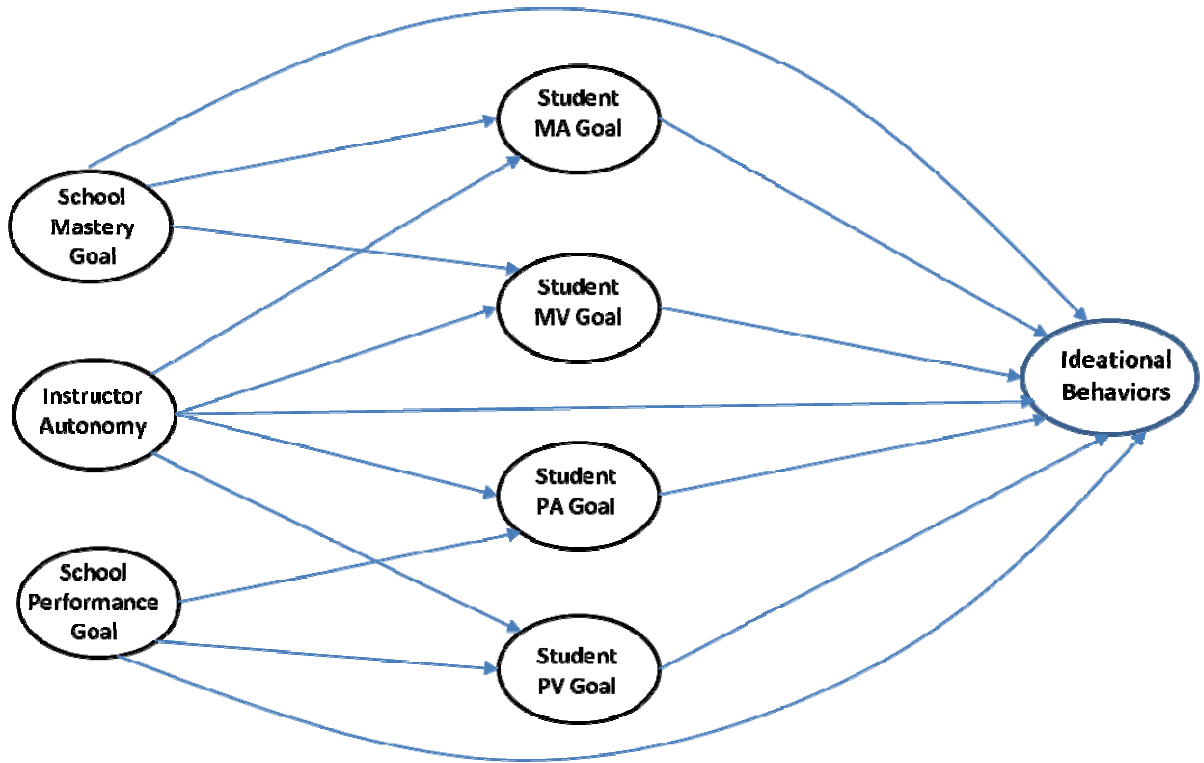 Student
MA Goal
School
Mastery
Goal
Student
MV Goal
Ideational
Behaviors
Instructor
Autonomy
Student
PA Goal
School
Performance
Goal
Student
PV Goal